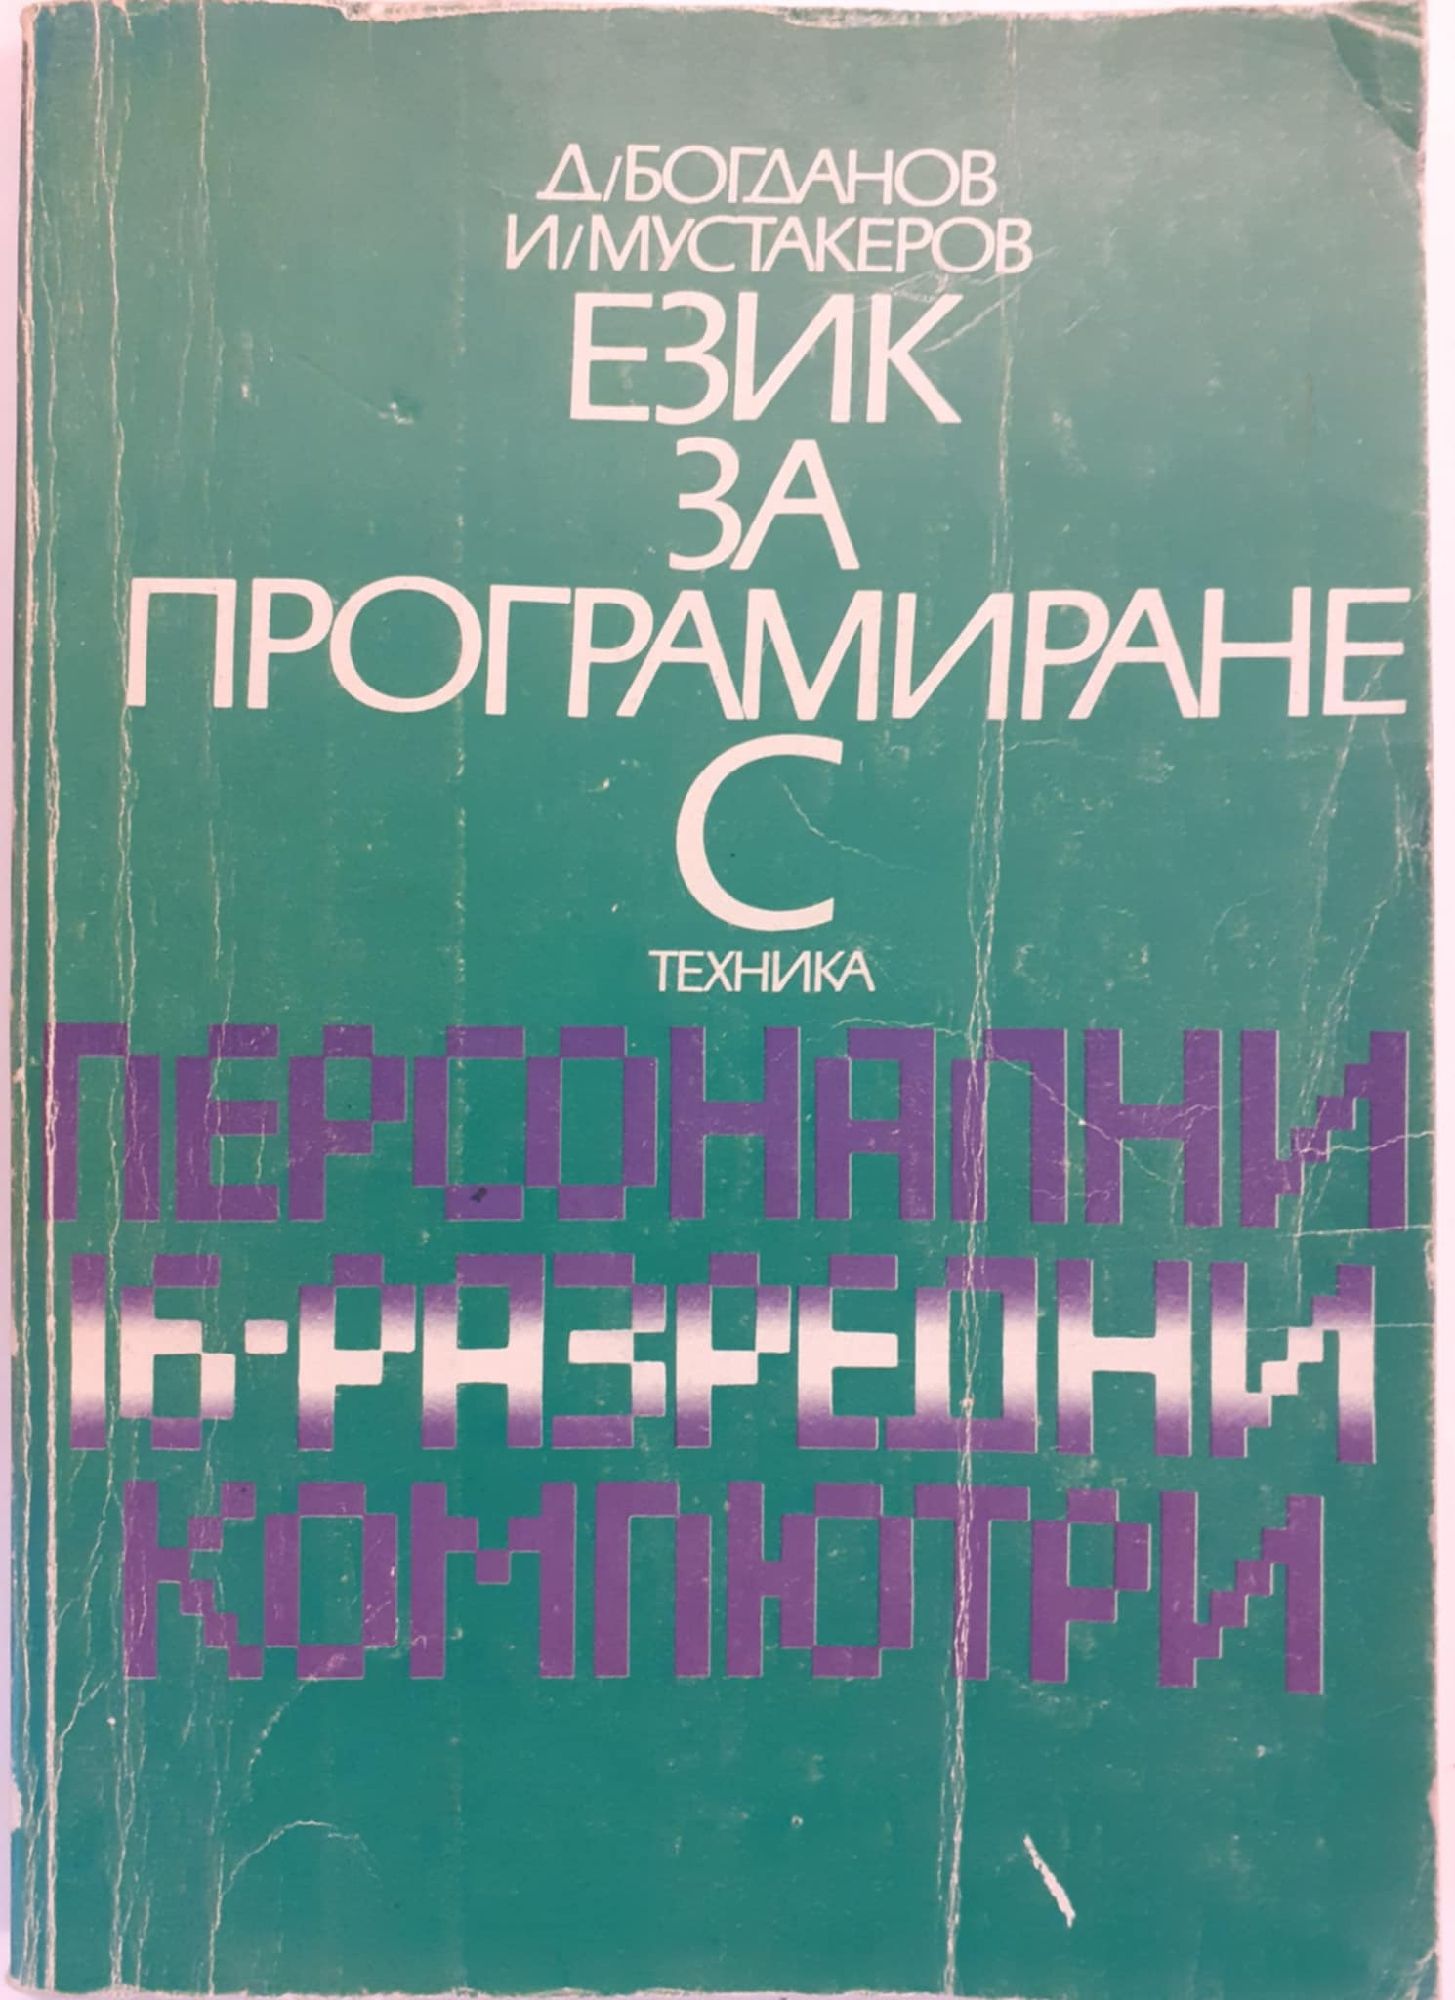 Д/БОГДАНОВ
И/МУСТАКЕРОВ
ЕЗИК
ЗА
ПРОГРАМИРАНЕ
С
ТЕХНИКА
ПЕРСОНАЛНИ
16-РАЗРЕДНИ
КОМПЮТРИ